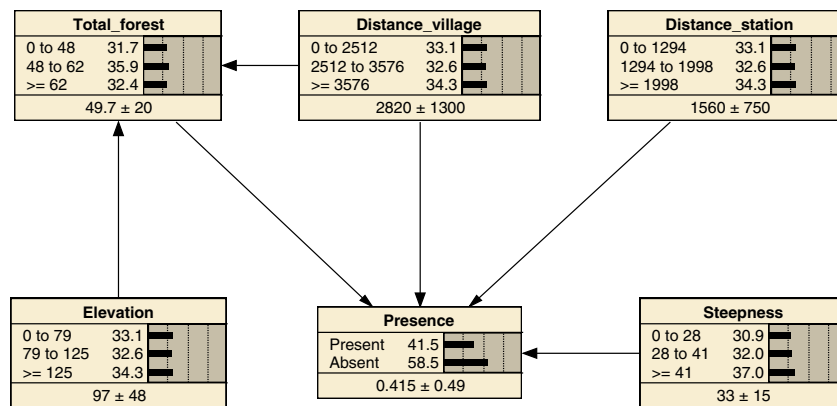 Total_forest
0 to 48 31.7
48 to 62 35.9
>= 62 32.4
49.7 ± 20
Distance_village
0 to 2512 33.1
2512 to 3576 32.6
>= 3576 34.3
2820 ± 1300
Distance_station
0 to 1294 33.1
1294 to 1998 32.6
>= 1998 34.3
1560 ± 750
Elevation
0 to 79 33.1
79 to 125 32.6
>= 125 34.3
97 ± 48
Presence
Present 41.5
Absent 58.5
0.415 ± 0.49
Steepness
0 to 28 30.9
28 to 41 32.0
>= 41 37.0
33 ± 15